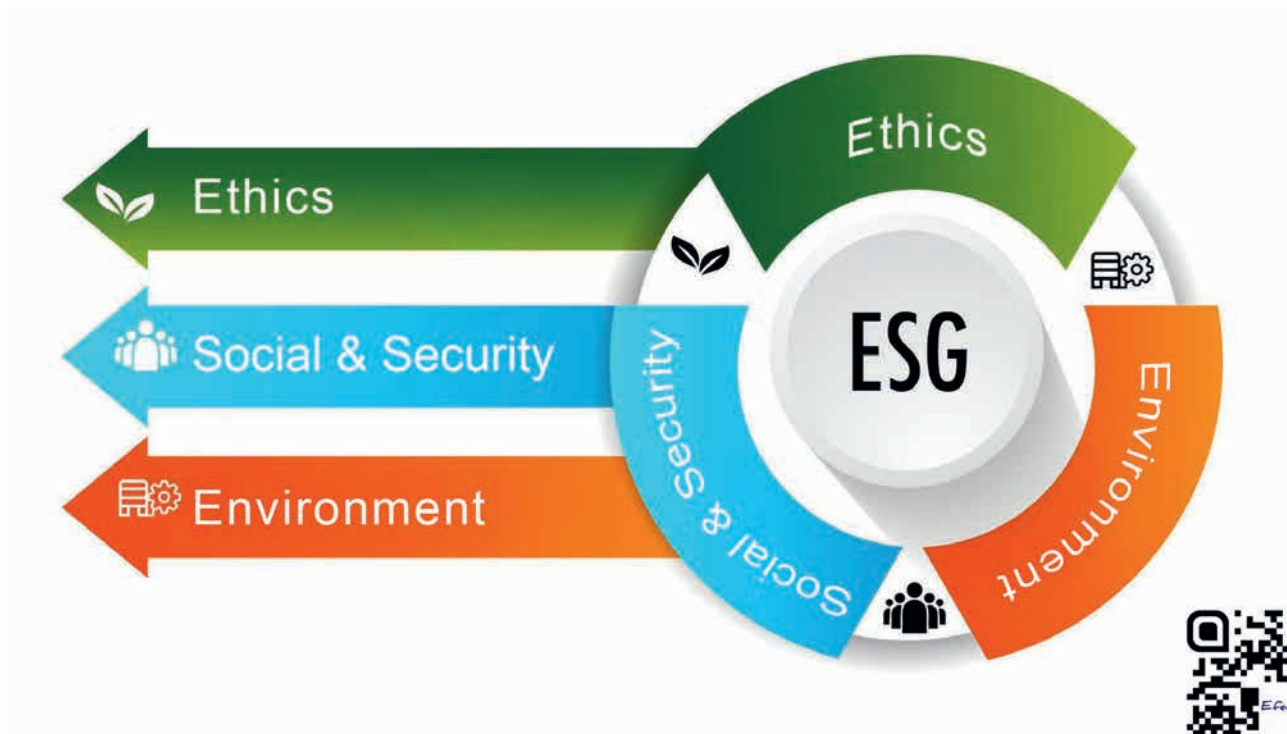 Ethics
Social & Security
Environment
Ethics
Social & Security
Environment
ESG